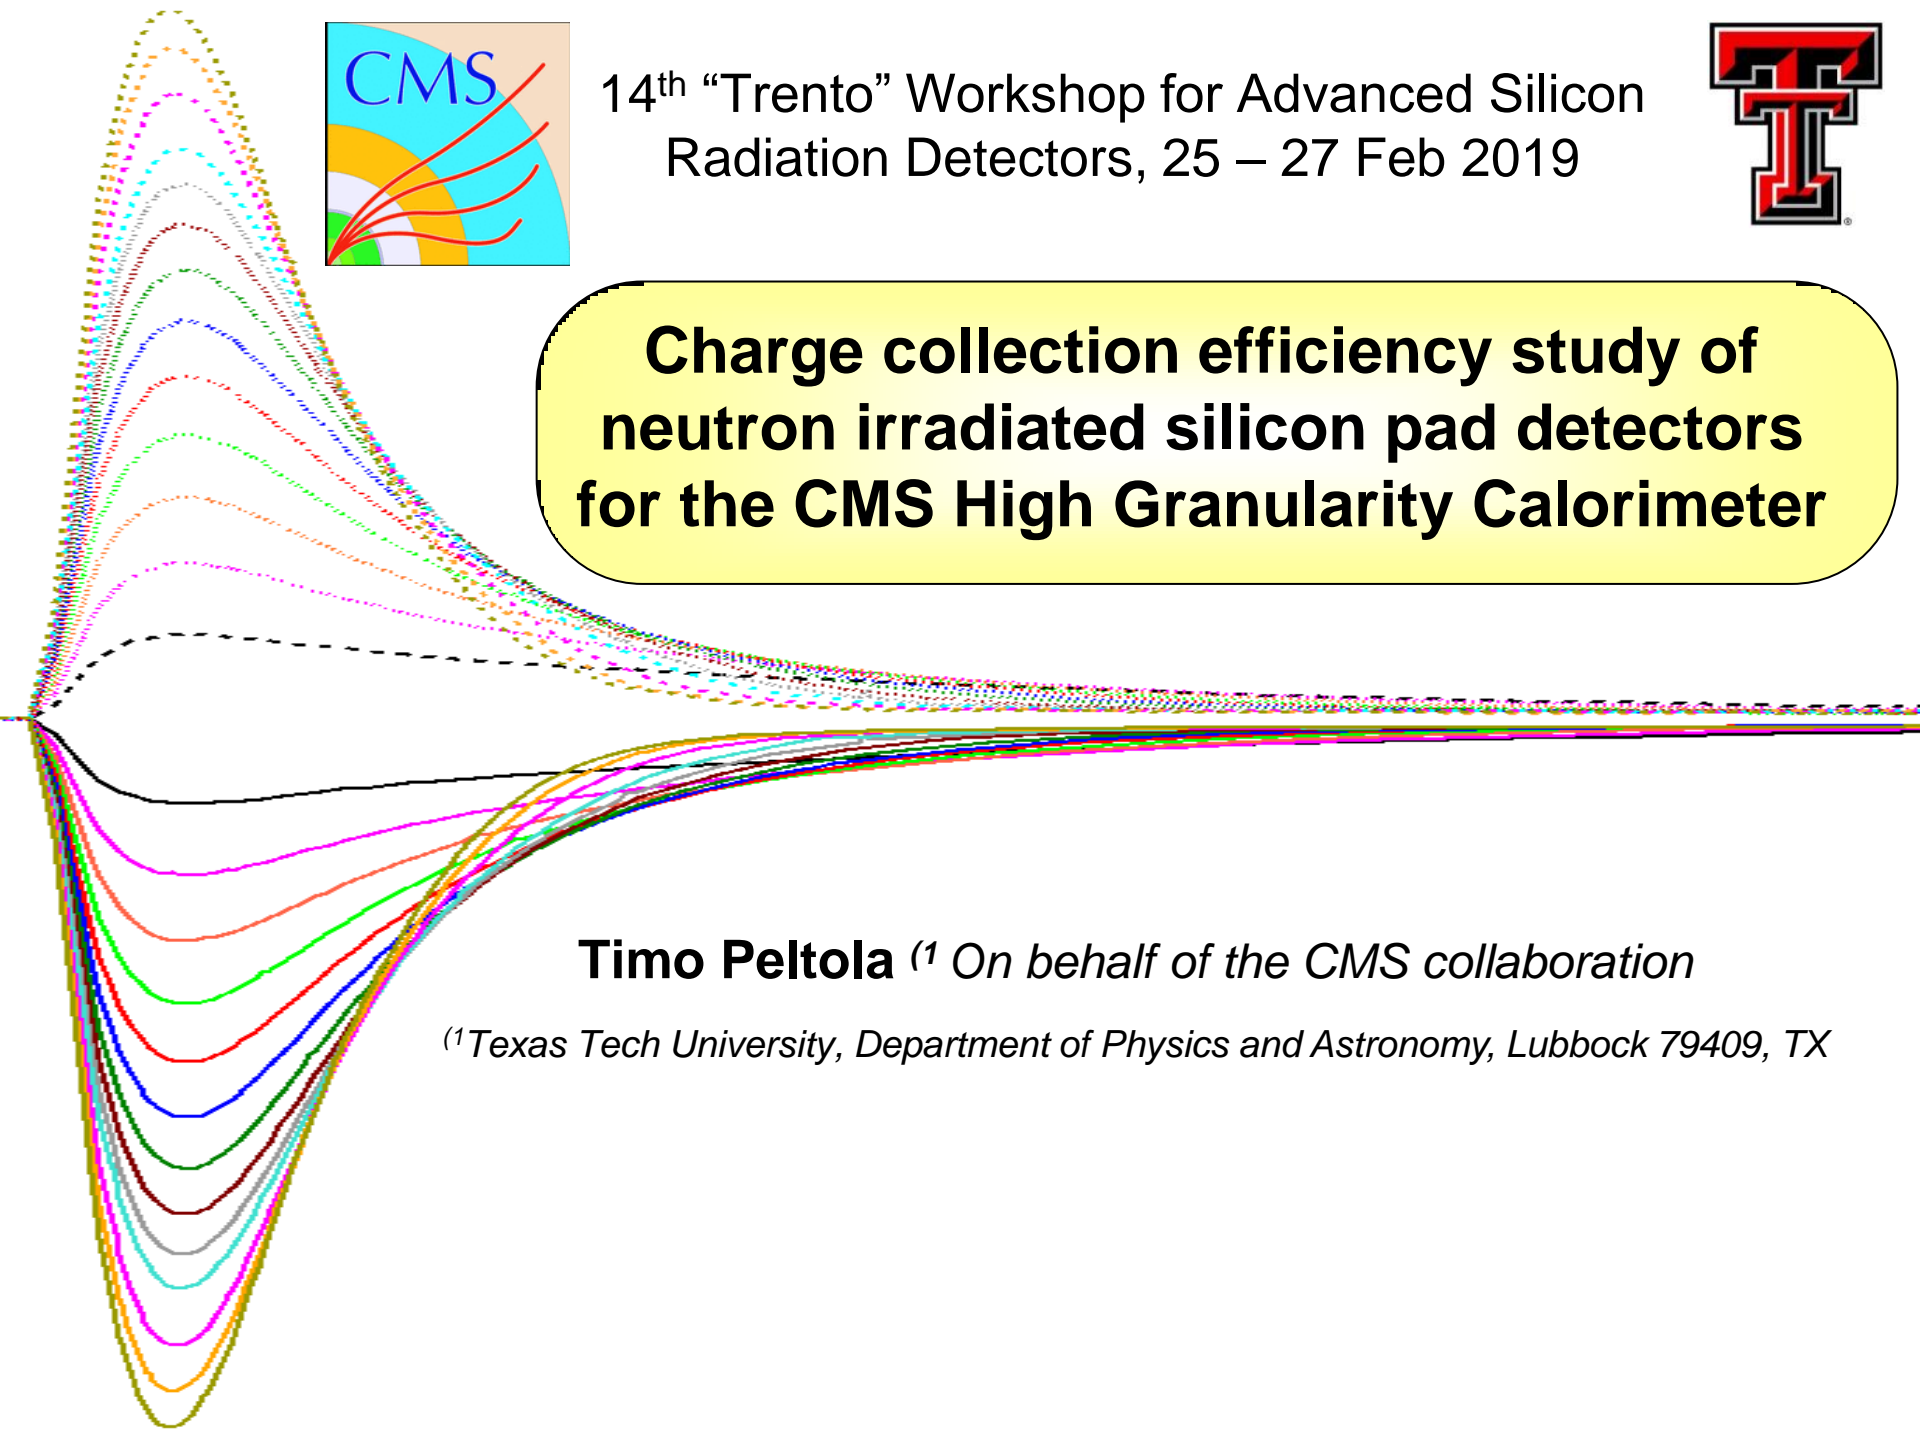 CMS
14th “Trento” Workshop for Advanced Silicon
Radiation Detectors, 25 – 27 Feb 2019
Charge collection efficiency study of
neutron irradiated silicon pad detectors
for the CMS High Granularity Calorimeter
Timo Peltola (1 On behalf of the CMS collaboration
(1Texas Tech University, Department of Physics and Astronomy, Lubbock 79409, TX